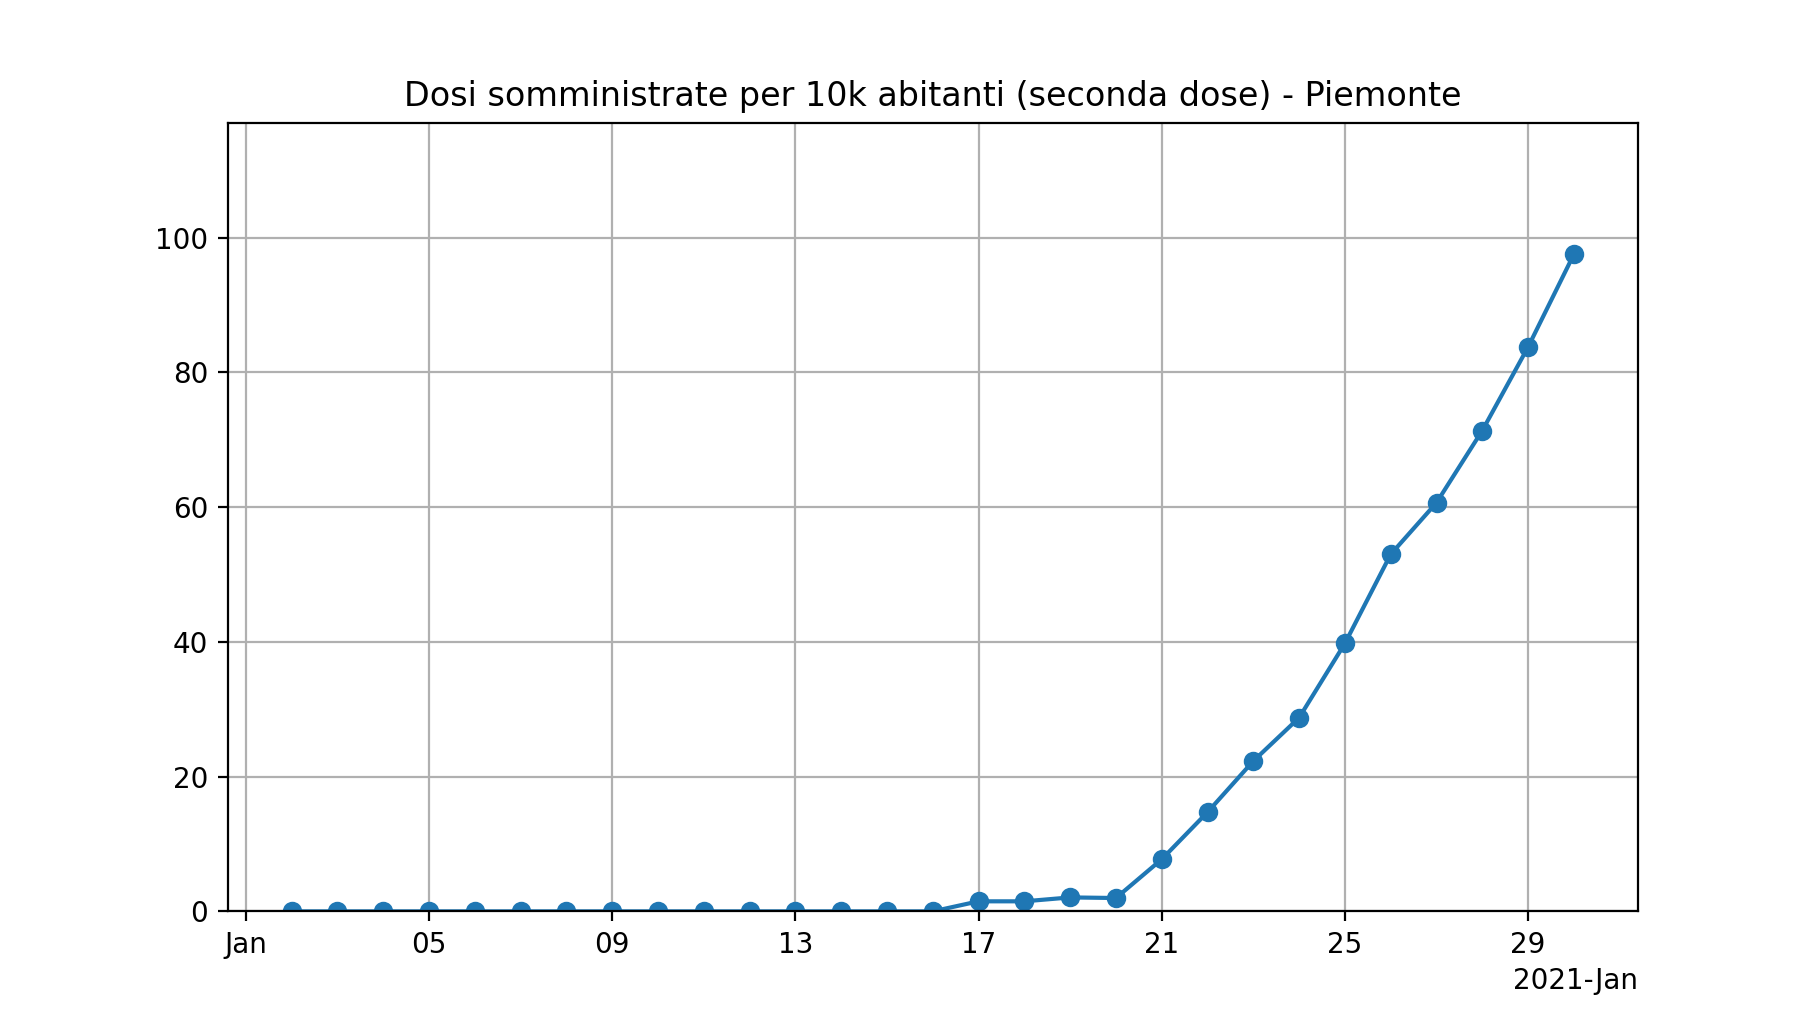 Dosi somministrate per 10k abitanti (seconda dose) - Piemonte
100
80
60
40
20
0
Jan 05 09 13 17 21 25 29
2021-Jan